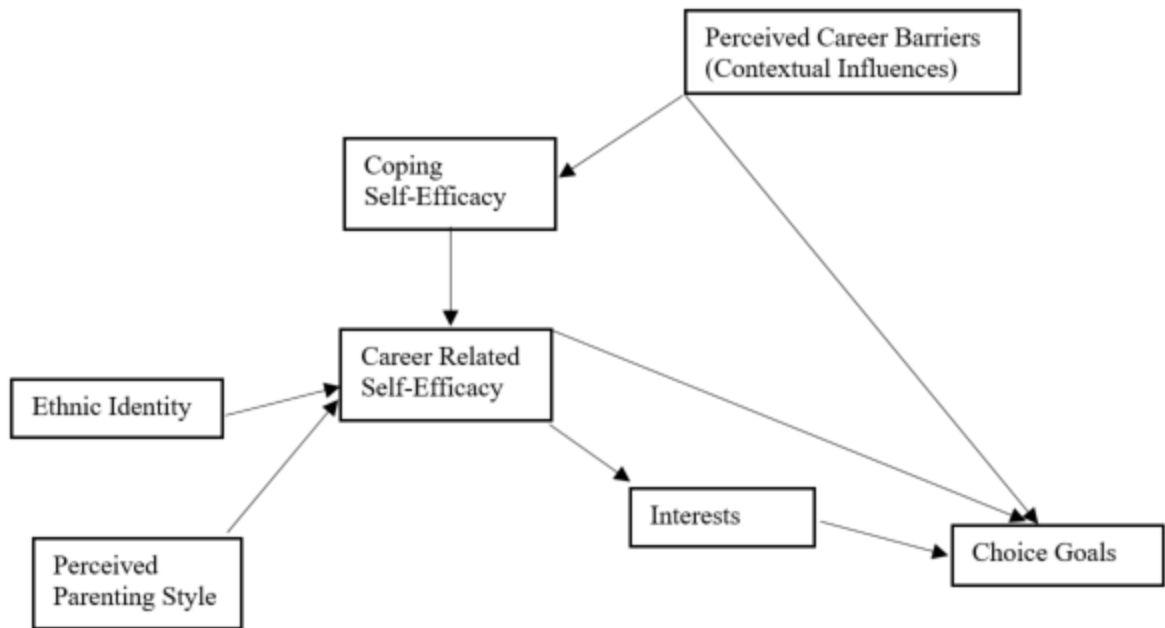 Perceived Career Barriers
(Contextual Influences)
Coping
Self-Efficacy
Career Related
Self-Efficacy
Ethnic Identity
Interests
Perceived
Parenting Style
Choice Goals